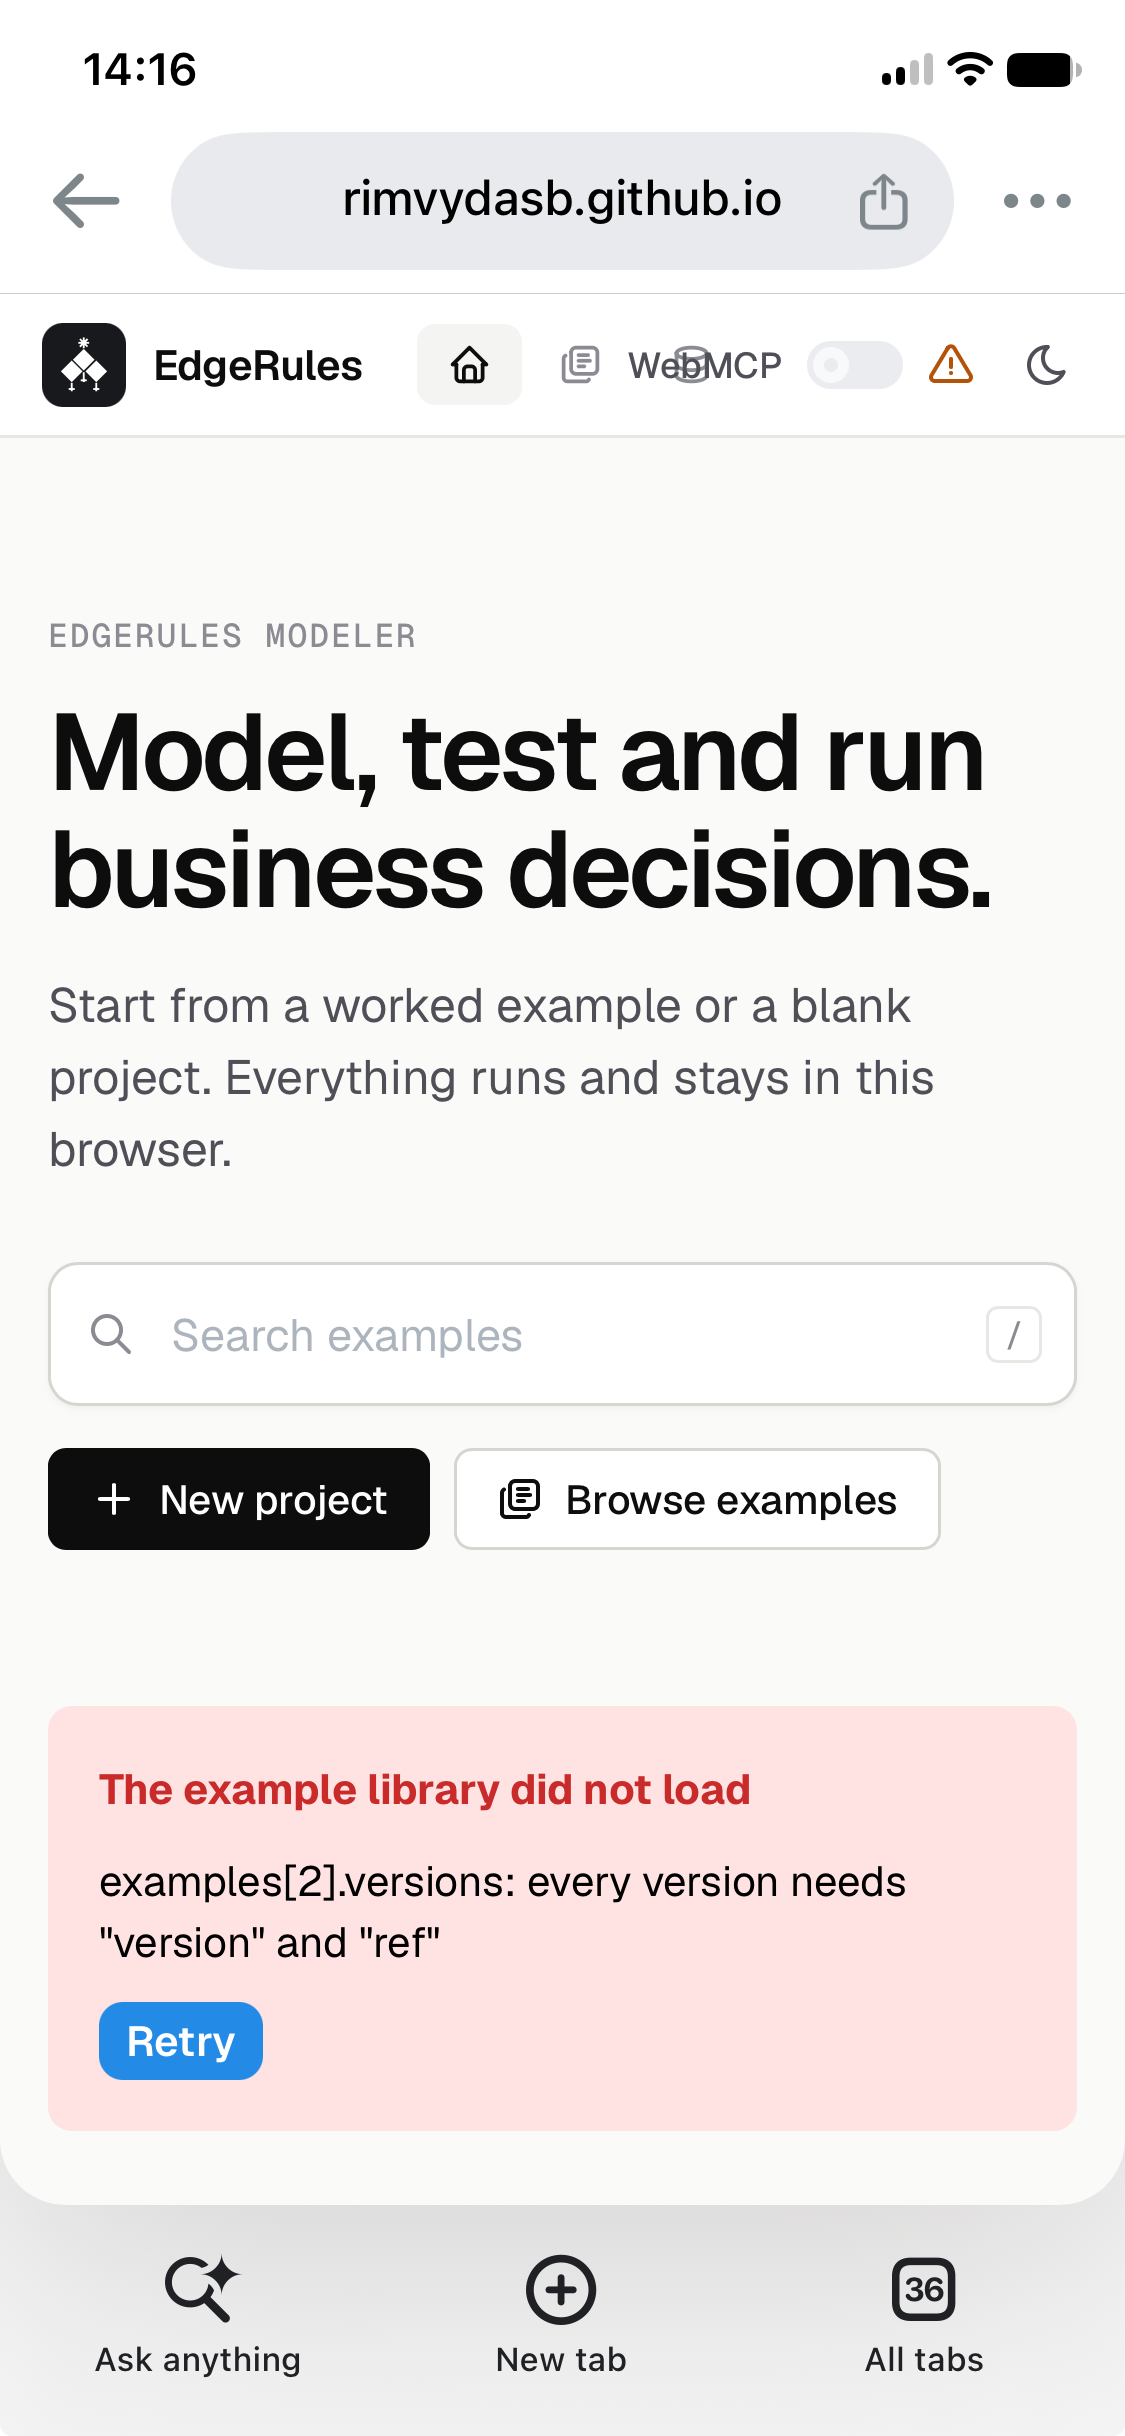 14:16
rimvydasb.github.io
EdgeRules
WebMCP
EDGERULES MODELER
Model, test and run
business decisions.
Start from a worked example or a blank
project. Everything runs and stays in this
browser.
Search examples
/
New project
Browse examples
The example library did not load
examples[2].versions: every version needs
"version" and "ref"
Retry
36
Ask anything
New tab
All tabs